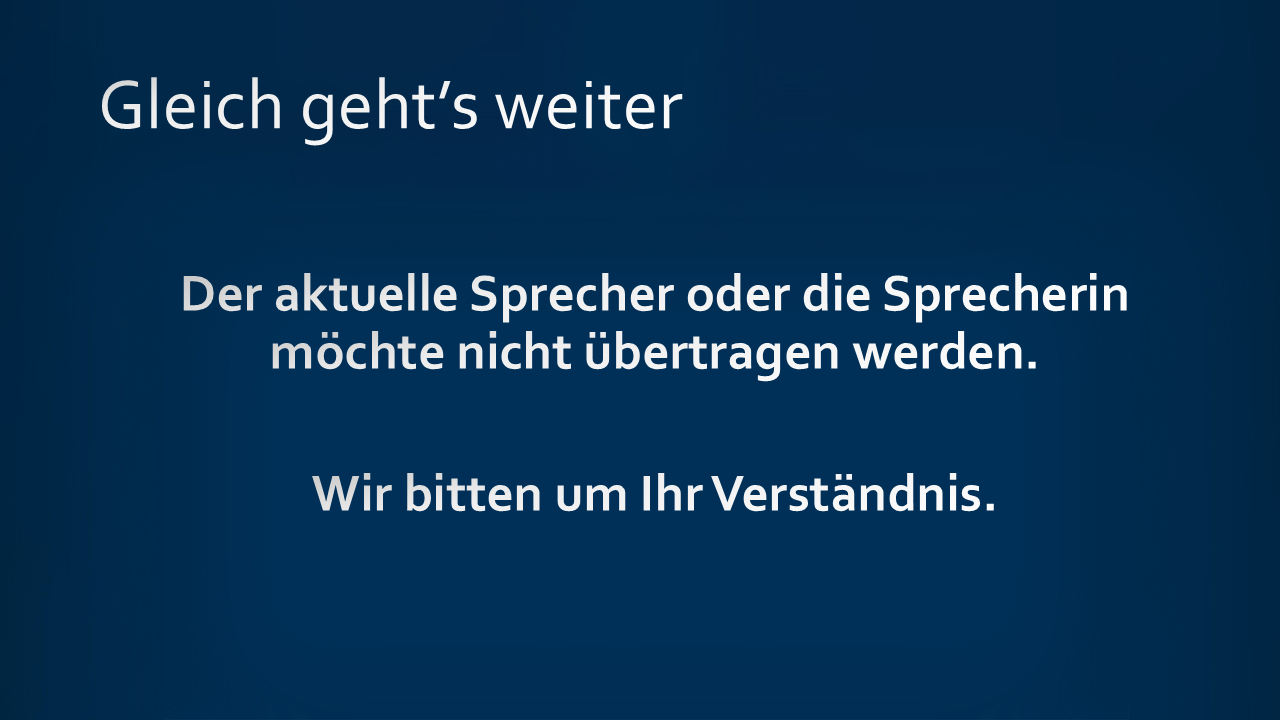 Gleich geht‘s weiter
Der aktuelle Sprecher oder die Sprecherin
möchte nicht übertragen werden.
Wir bitten um Ihr Verständnis.